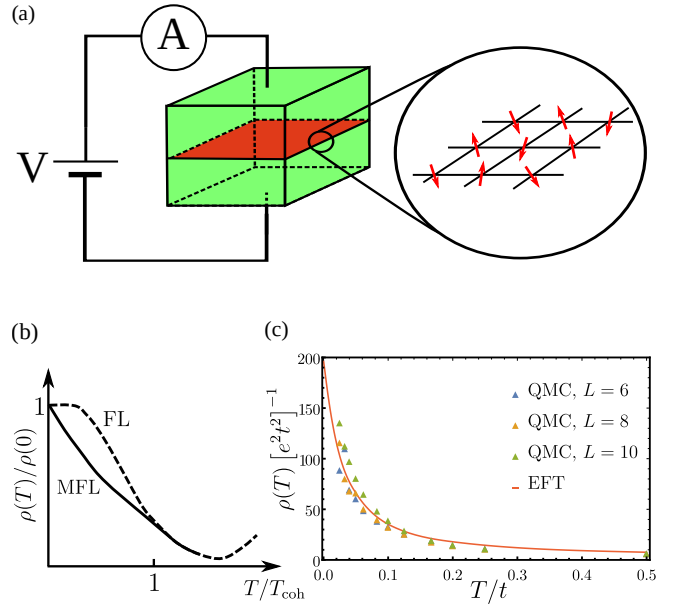 (a)
A
V
(b)
1
FL
MFL
ρ(T)/ρ(0)
1
T/T_coh
(c)
200
150
100
50
0
ρ(T) [e²t²]⁻¹
QMC, L = 6
QMC, L = 8
QMC, L = 10
EFT
0.0 0.1 0.2 0.3 0.4 0.5
T/t